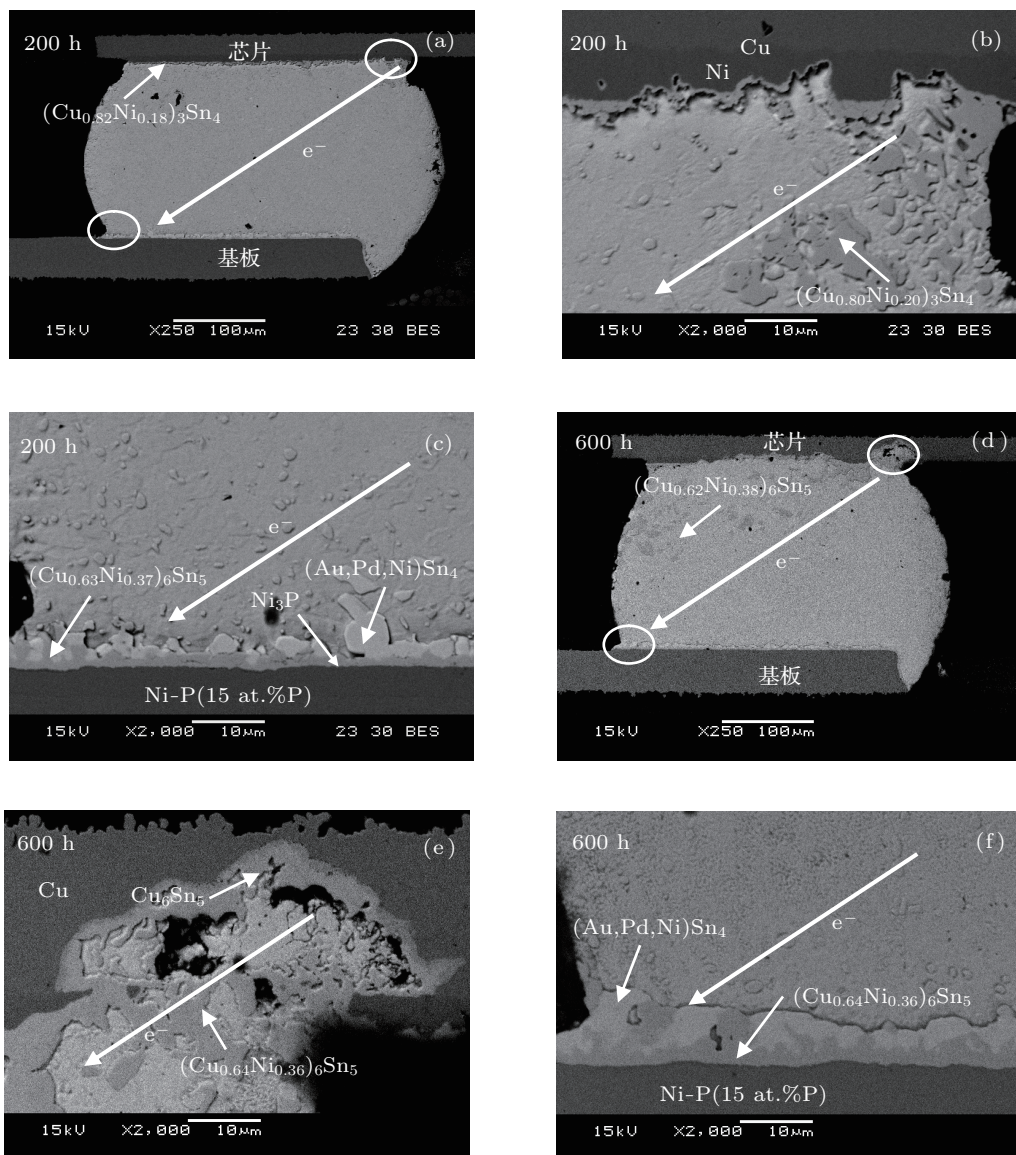 200 h
(a)
芯片
(Cu0.82Ni0.18)3Sn4
e−
基板
15kV X250 100μm 23 30 BES
200 h
(b)
Cu
Ni
e−
(Cu0.80Ni0.20)3Sn4
15kV X2,000 10μm 23 30 BES
200 h
(c)
e−
(Cu0.63Ni0.37)6Sn5
(Au,Pd,Ni)Sn4
Ni3P
Ni-P(15 at.%P)
15kV X2,000 10μm 23 30 BES
600 h
芯片
(d)
(Cu0.62Ni0.38)6Sn5
e−
基板
15kV X250 100μm
600 h
(e)
Cu
Cu6Sn5
e−
(Cu0.64Ni0.36)6Sn5
15kV X2,000 10μm
600 h
(f)
e−
(Au,Pd,Ni)Sn4
(Cu0.64Ni0.36)6Sn5
Ni-P(15 at.%P)
15kV X2,000 10μm